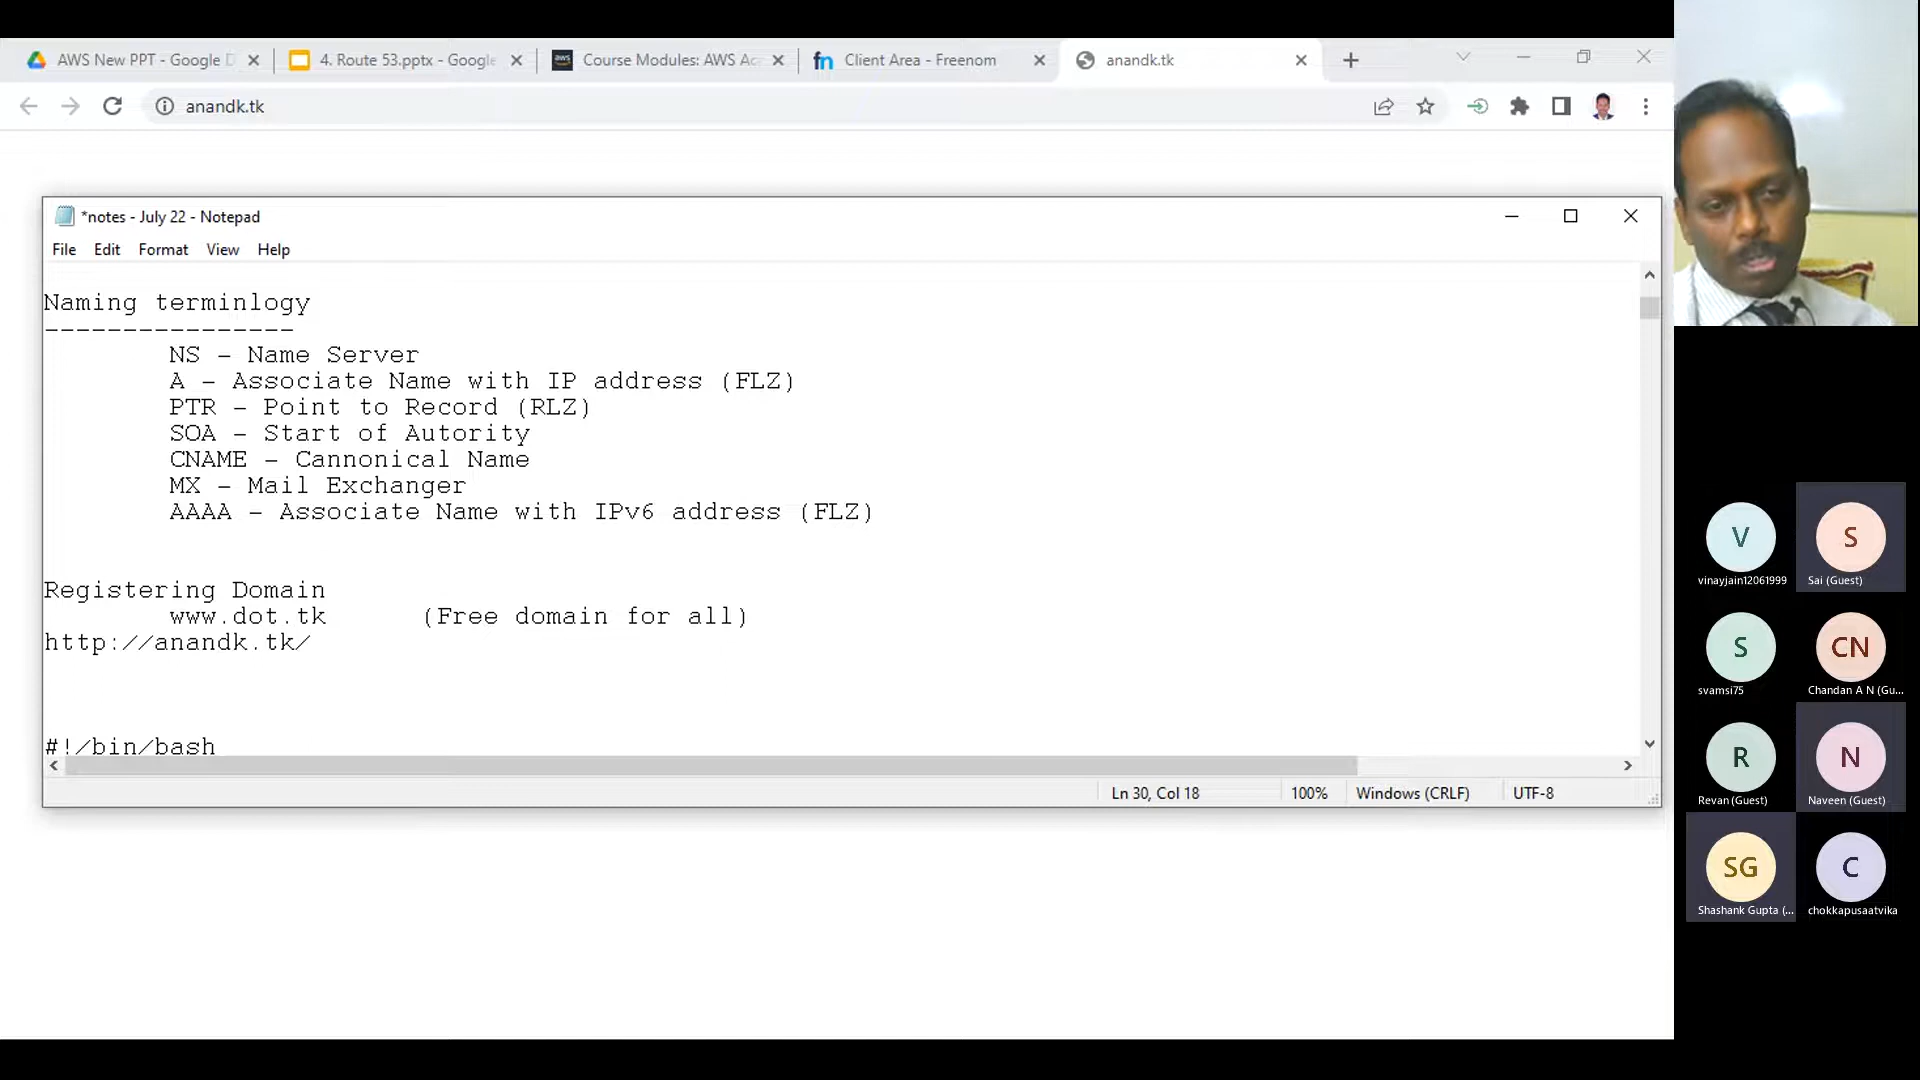 AWS New PPT - Google D
4. Route 53.pptx - Google
aws
Course Modules: AWS Ac
fn
Client Area - Freenom
anandk.tk
anandk.tk
*notes - July 22 - Notepad
File Edit Format View Help
Naming terminlogy
----------------
NS - Name Server
A - Associate Name with IP address (FLZ)
PTR - Point to Record (RLZ)
SOA - Start of Autority
CNAME - Cannonical Name
MX - Mail Exchanger
AAAA - Associate Name with IPv6 address (FLZ)
Registering Domain
www.dot.tk (Free domain for all)
http://anandk.tk/
#!/bin/bash
Ln 30, Col 18 100% Windows (CRLF) UTF-8
V S
vinayjain12061999 Sai (Guest)
S CN
svamsi75 Chandan A N (Gu...
R N
Revan (Guest) Naveen (Guest)
SG C
Shashank Gupta (... chokkapusaatvika